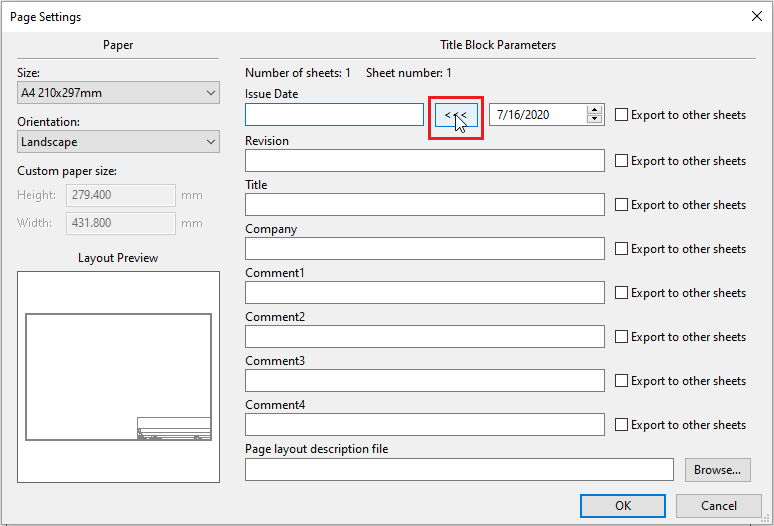 Page Settings
Paper
Size:
A4 210x297mm
Orientation:
Landscape
Custom paper size:
Height: 279.400 mm
Width: 431.800 mm
Layout Preview
Title Block Parameters
Number of sheets: 1 Sheet number: 1
Issue Date
<<< 7/16/2020 Export to other sheets
Revision
Export to other sheets
Title
Export to other sheets
Company
Export to other sheets
Comment1
Export to other sheets
Comment2
Export to other sheets
Comment3
Export to other sheets
Comment4
Export to other sheets
Page layout description file
Browse...
OK Cancel